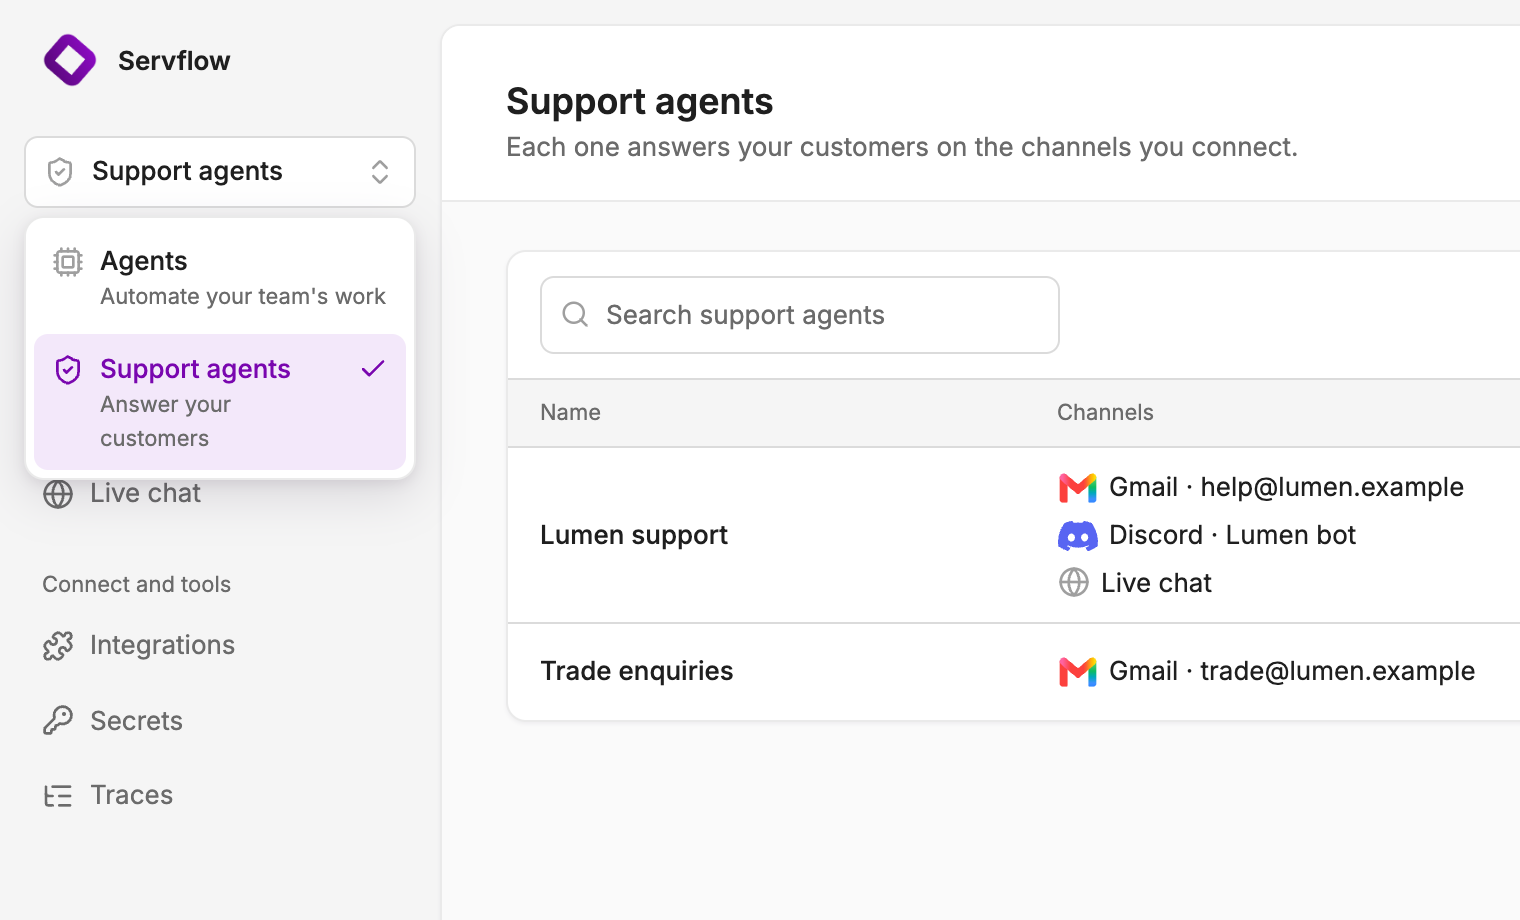 Servflow
Support agents
Agents
Automate your team's work
Support agents
Answer your
customers
Live chat
Connect and tools
Integrations
Secrets
Traces
Support agents
Each one answers your customers on the channels you connect.
Search support agents
Name Channels
Lumen support
Gmail · help@lumen.example
Discord · Lumen bot
Live chat
Trade enquiries
Gmail · trade@lumen.example